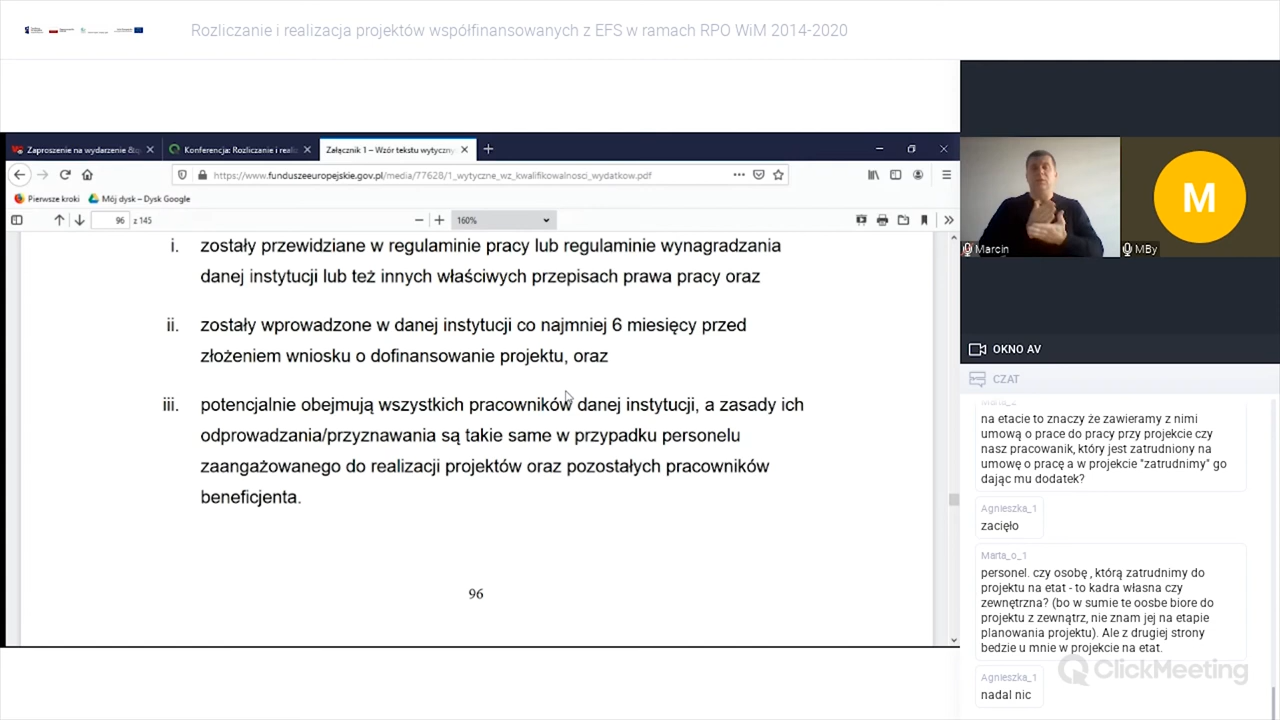 Rozliczanie i realizacja projektów współfinansowanych z EFS w ramach RPO WiM 2014-2020
Zaproszenie na wydarzenie
Konferencja: Rozliczanie i reali
Załącznik 1 – Wzór tekstu wytyczny
https://www.funduszeeuropejskie.gov.pl/media/77628/1_wytyczne_wz_kwalifikowalnosci_wydatkow.pdf
Pierwsze kroki
Mój dysk – Dysk Google
96 z 145
160%
i. zostały przewidziane w regulaminie pracy lub regulaminie wynagradzania
danej instytucji lub też innych właściwych przepisach prawa pracy oraz
ii. zostały wprowadzone w danej instytucji co najmniej 6 miesięcy przed
złożeniem wniosku o dofinansowanie projektu, oraz
iii. potencjalnie obejmują wszystkich pracowników danej instytucji, a zasady ich
odprowadzania/przyznawania są takie same w przypadku personelu
zaangażowanego do realizacji projektów oraz pozostałych pracowników
beneficjenta.
96
M
Marcin
MBy
OKNO AV
CZAT
na etacie to znaczy że zawieramy z nimi
umową o prace do pracy przy projekcie czy
nasz pracowanik, który jest zatrudniony na
umowę o pracę a w projekcie "zatrudnimy" go
dając mu dodatek?
Agnieszka_1
zacięło
Marta_o_1
personel. czy osobę , którą zatrudnimy do
projektu na etat - to kadra własna czy
zewnętrzna? (bo w sumie te oosbe biore do
projektu z zewnątrz, nie znam jej na etapie
planowania projektu). Ale z drugiej strony
bedzie u mnie w projekcie na etat.
ClickMeeting
Agnieszka_1
nadal nic